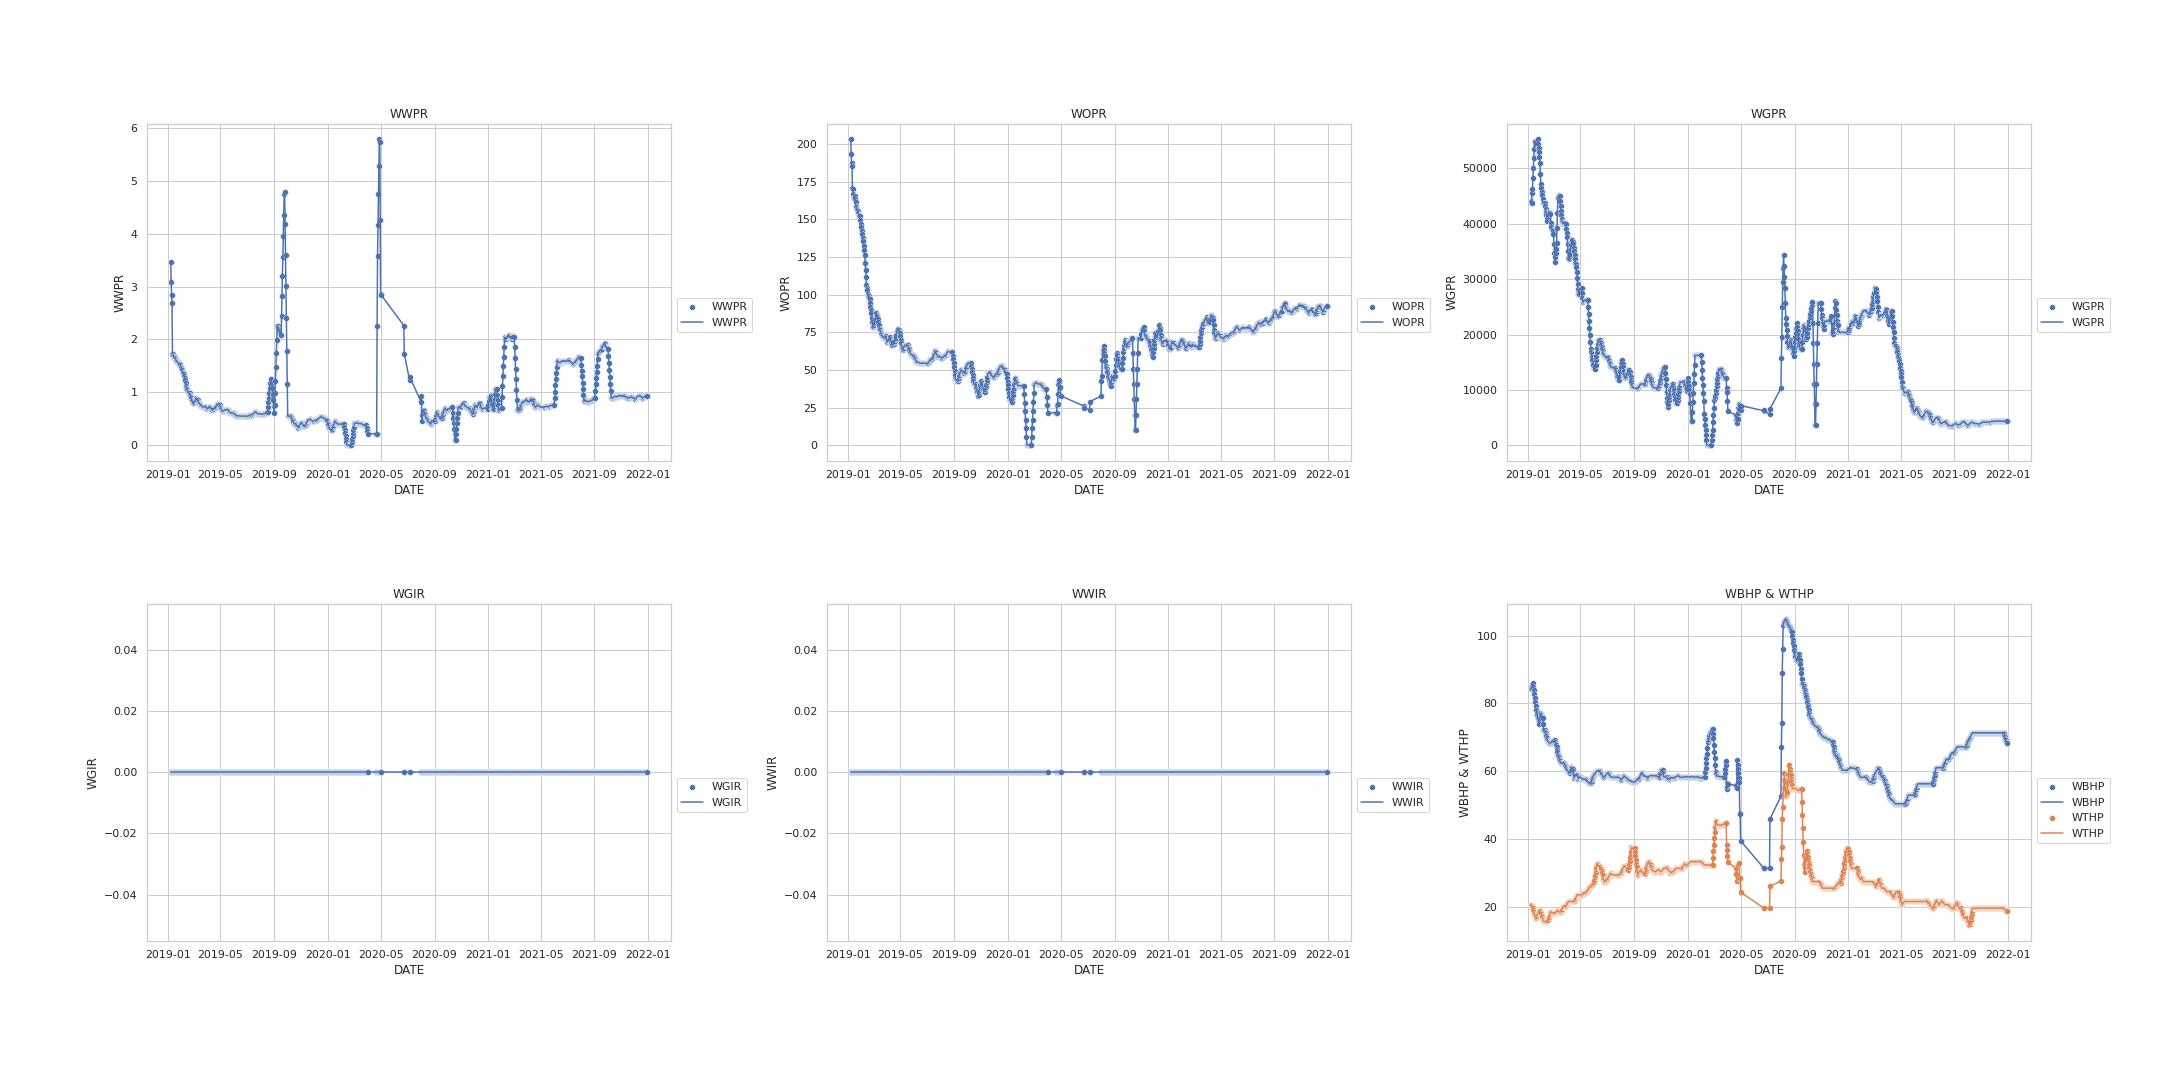 WWPR
WWPR
6
5
4
3
2
1
0
2019-01 2019-05 2019-09 2020-01 2020-05 2020-09 2021-01 2021-05 2021-09 2022-01
DATE
WWPR
WWPR
WOPR
WOPR
200
175
150
125
100
75
50
25
0
2019-01 2019-05 2019-09 2020-01 2020-05 2020-09 2021-01 2021-05 2021-09 2022-01
DATE
WOPR
WOPR
WGPR
WGPR
50000
40000
30000
20000
10000
0
2019-01 2019-05 2019-09 2020-01 2020-05 2020-09 2021-01 2021-05 2021-09 2022-01
DATE
WGPR
WGPR
WGIR
WGIR
0.04
0.02
0.00
−0.02
−0.04
2019-01 2019-05 2019-09 2020-01 2020-05 2020-09 2021-01 2021-05 2021-09 2022-01
DATE
WGIR
WGIR
WWIR
WWIR
0.04
0.02
0.00
−0.02
−0.04
2019-01 2019-05 2019-09 2020-01 2020-05 2020-09 2021-01 2021-05 2021-09 2022-01
DATE
WWIR
WWIR
WBHP & WTHP
WBHP & WTHP
100
80
60
40
20
2019-01 2019-05 2019-09 2020-01 2020-05 2020-09 2021-01 2021-05 2021-09 2022-01
DATE
WBHP
WBHP
WTHP
WTHP